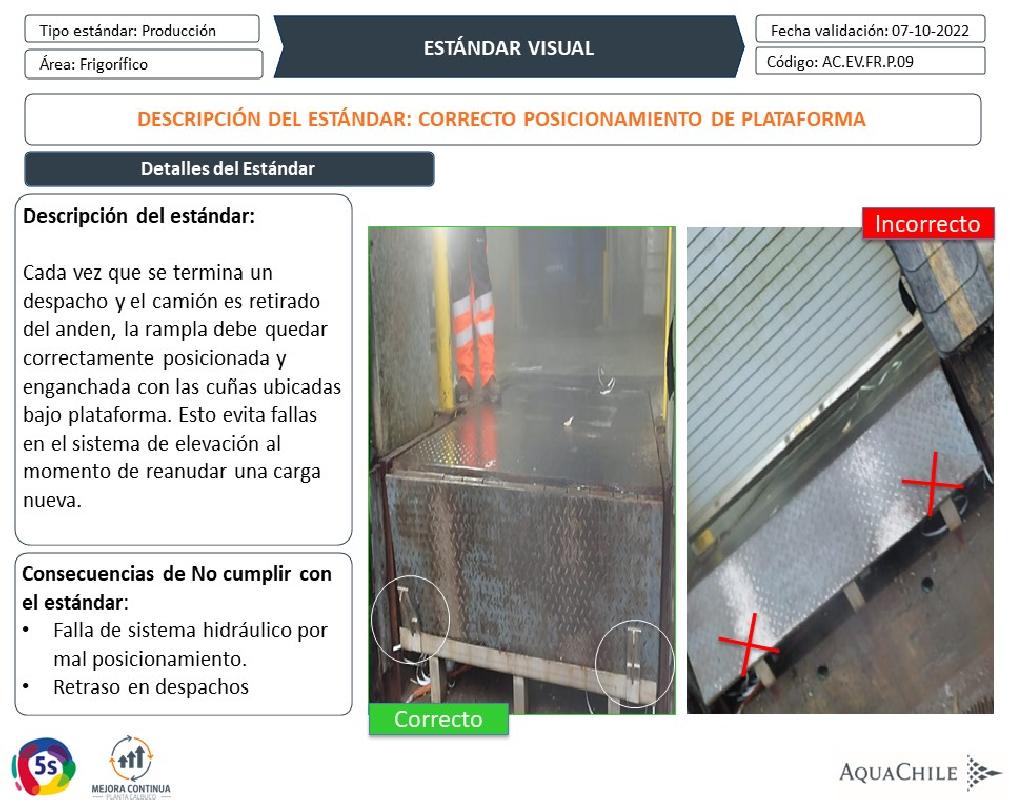 Tipo estándar: Producción
Área: Frigorífico
ESTÁNDAR VISUAL
Fecha validación: 07-10-2022
Código: AC.EV.FR.P.09
DESCRIPCIÓN DEL ESTÁNDAR: CORRECTO POSICIONAMIENTO DE PLATAFORMA
Detalles del Estándar
Descripción del estándar:
Cada vez que se termina un
despacho y el camión es retirado
del anden, la rampla debe quedar
correctamente posicionada y
enganchada con las cuñas ubicadas
bajo plataforma. Esto evita fallas
en el sistema de elevación al
momento de reanudar una carga
nueva.
Consecuencias de No cumplir con
el estándar:
• Falla de sistema hidráulico por
mal posicionamiento.
• Retraso en despachos
Correcto
Incorrecto
5s
MEJORA CONTINUA
PLANTA CALBUCO
AQUACHILE